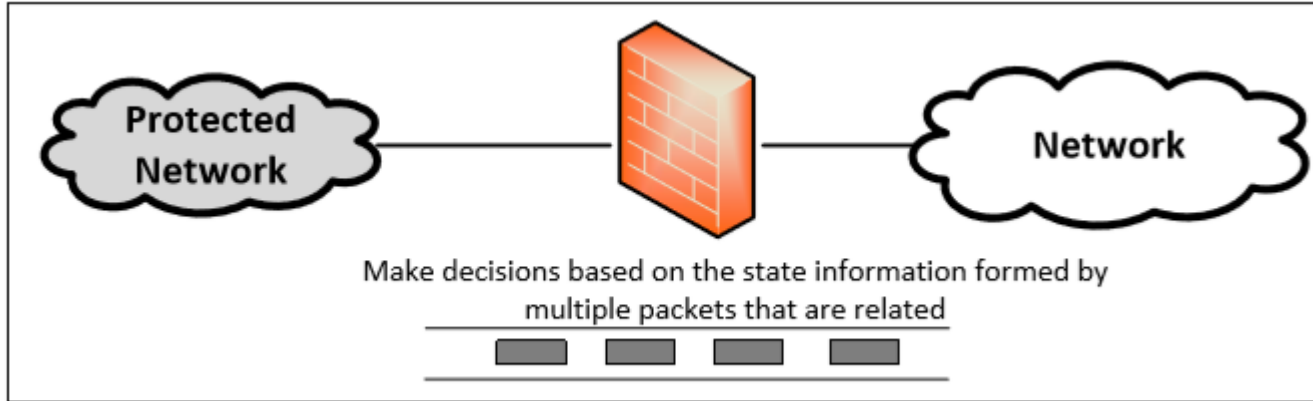 Protected
Network
Network
Make decisions based on the state information formed by
multiple packets that are related